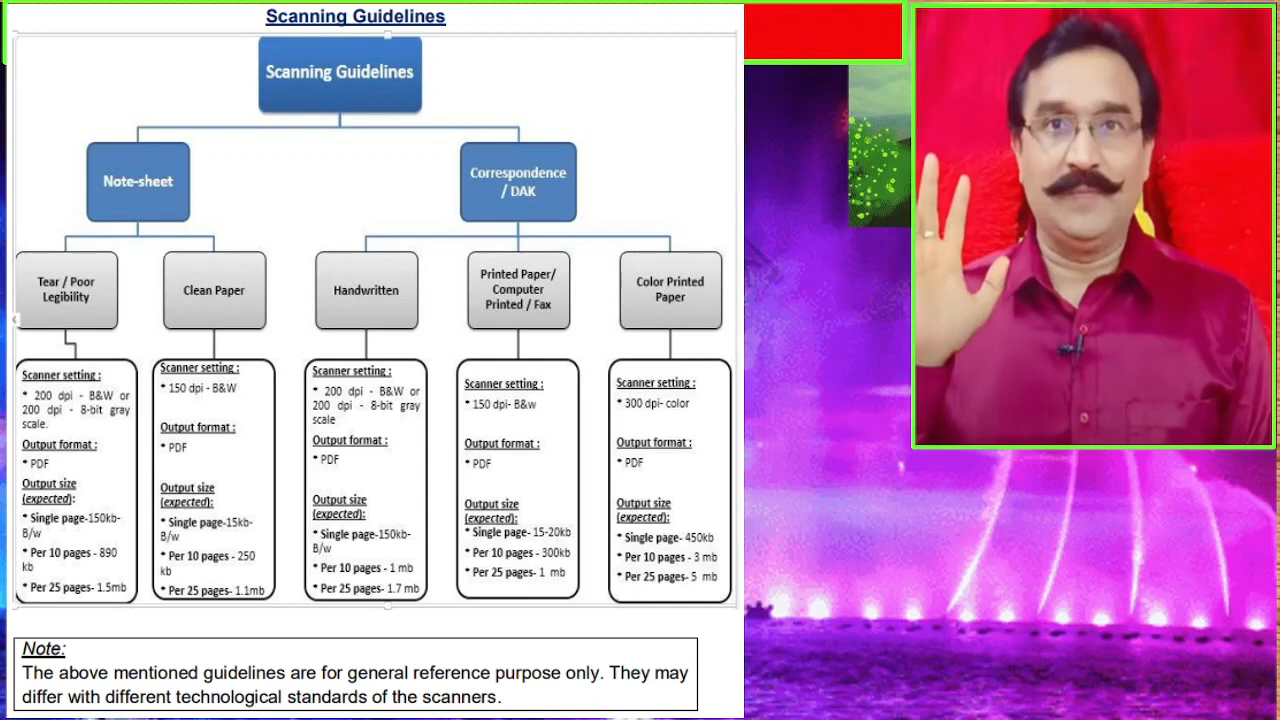 Scanning Guidelines
Scanning Guidelines
Note-sheet
Correspondence
/ DAK
Tear / Poor
Legibility
Clean Paper
Handwritten
Printed Paper/
Computer
Printed / Fax
Color Printed
Paper
Scanner setting :
* 200 dpi - B&W or
200 dpi - 8-bit gray
scale.
Output format :
* PDF
Output size
(expected):
* Single page-150kb-
B/w
* Per 10 pages - 890
kb
* Per 25 pages- 1.5mb
Scanner setting :
* 150 dpi - B&W
Output format :
* PDF
Output size
(expected):
* Single page-15kb-
B/w
* Per 10 pages - 250
kb
* Per 25 pages- 1.1mb
Scanner setting :
* 200 dpi - B&W or
200 dpi - 8-bit gray
scale
Output format :
* PDF
Output size
(expected):
* Single page-150kb-
B/w
* Per 10 pages - 1 mb
* Per 25 pages- 1.7 mb
Scanner setting :
* 150 dpi- B&w
Output format :
* PDF
Output size
(expected):
* Single page- 15-20kb
* Per 10 pages - 300kb
* Per 25 pages- 1 mb
Scanner setting :
* 300 dpi- color
Output format :
* PDF
Output size
(expected):
* Single page- 450kb
* Per 10 pages - 3 mb
* Per 25 pages- 5 mb
Note:
The above mentioned guidelines are for general reference purpose only. They may
differ with different technological standards of the scanners.